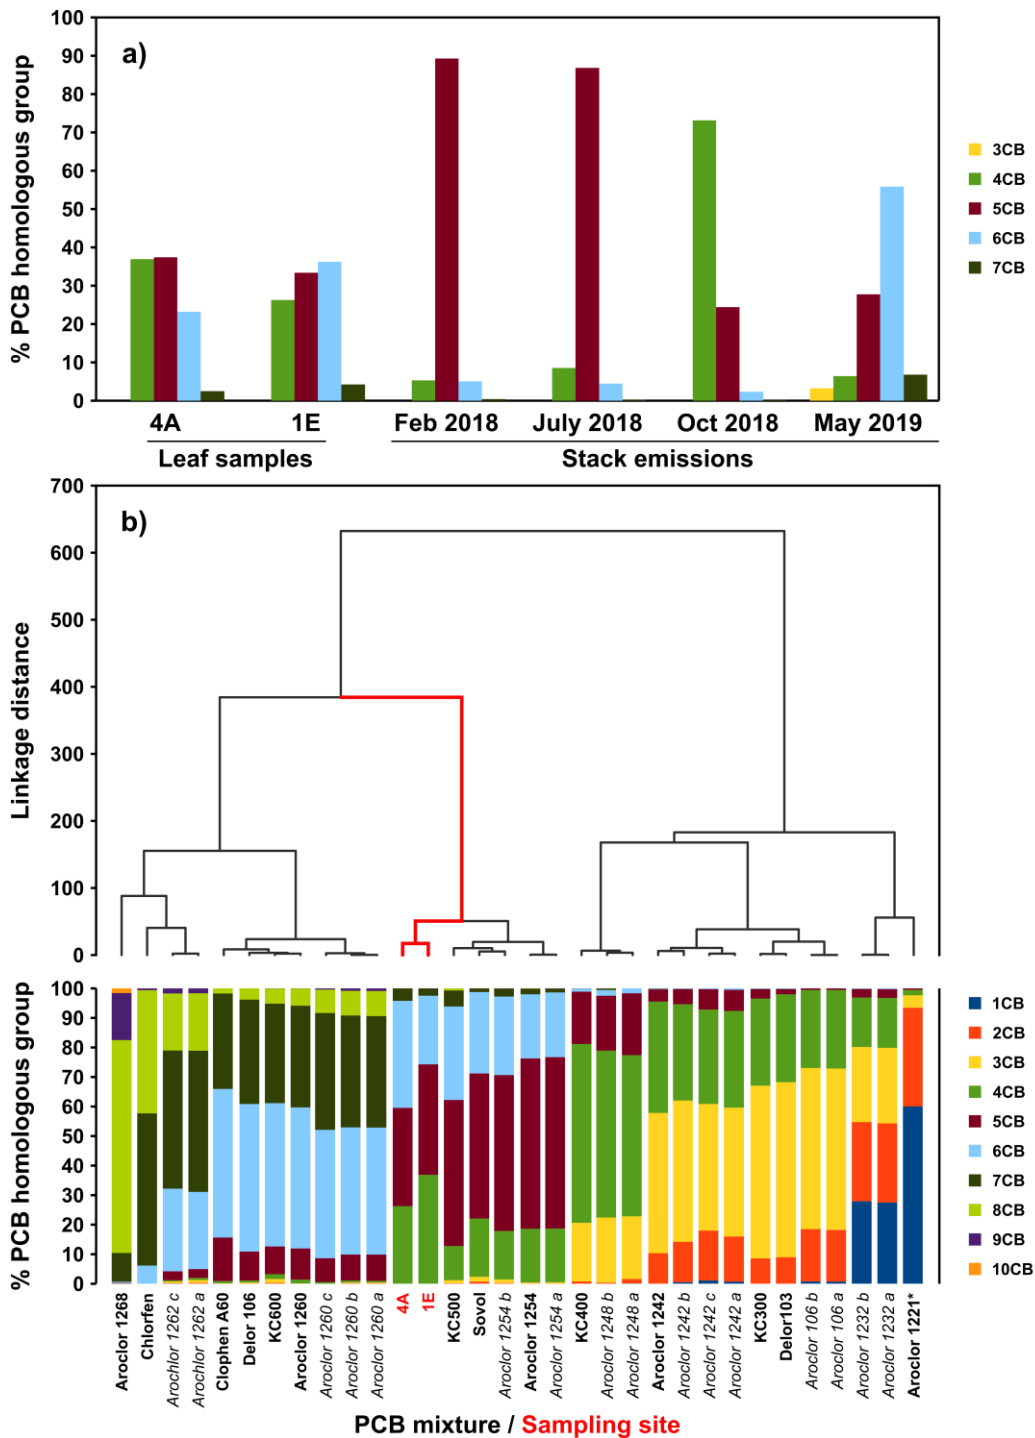 a)
% PCB homologous group
100
90
80
70
60
50
40
30
20
10
0
3CB
4CB
5CB
6CB
7CB
4A 1E Feb 2018 July 2018 Oct 2018 May 2019
Leaf samples Stack emissions
b)
Linkage distance
700
600
500
400
300
200
100
0
% PCB homologous group
100
90
80
70
60
50
40
30
20
10
0
1CB
2CB
3CB
4CB
5CB
6CB
7CB
8CB
9CB
10CB
Aroclor 1268
Chlorfen
Arochlor 1262 c
Arochlor 1262 a
Clophen A60
Delor 106
KC600
Aroclor 1260
Aroclor 1260 c
Aroclor 1260 b
Aroclor 1260 a
4A
1E
KC500
Sovol
Aroclor 1254 b
Aroclor 1254
Aroclor 1254 a
KC400
Aroclor 1248 b
Aroclor 1248 a
Aroclor 1242
Aroclor 1242 b
Aroclor 1242 c
Aroclor 1242 a
KC300
Delor103
Aroclor 106 b
Aroclor 106 a
Aroclor 1232 b
Aroclor 1232 a
Aroclor 1221*
PCB mixture / Sampling site